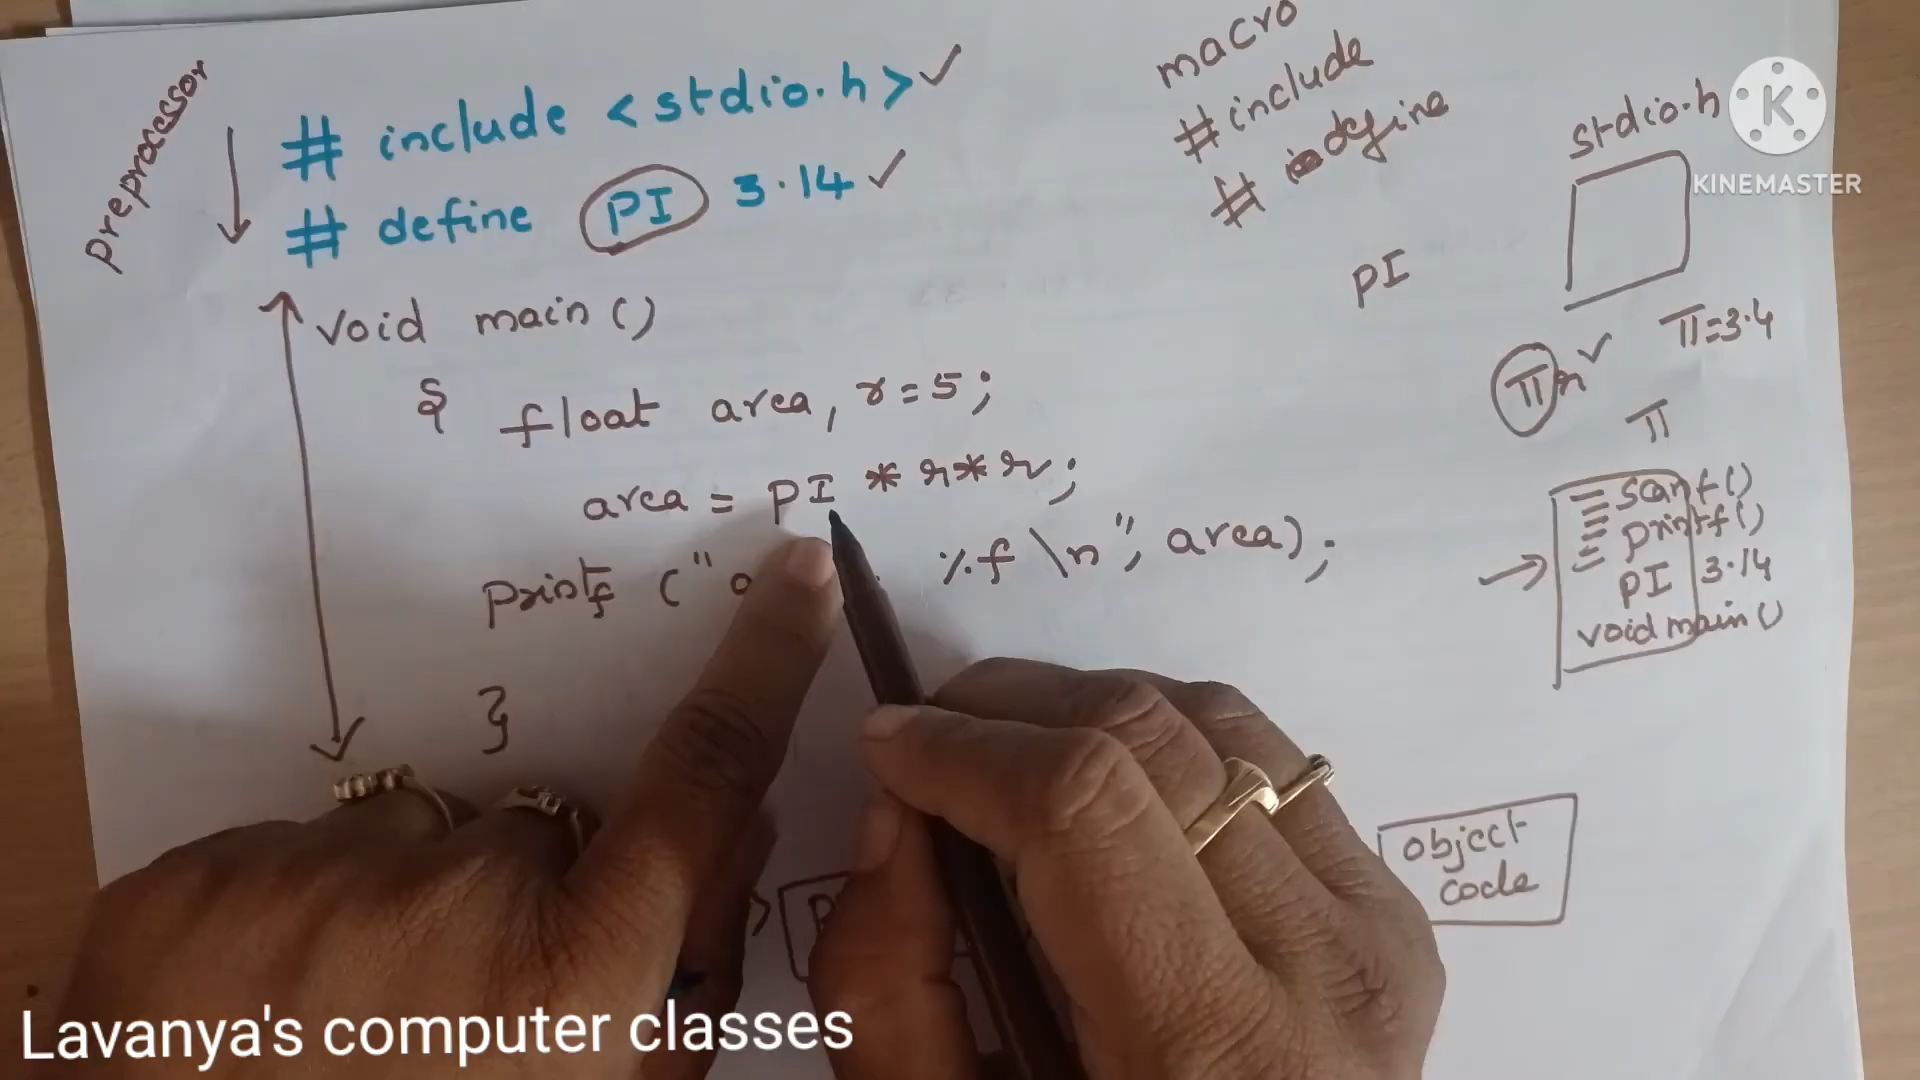 preprocessor
# include <stdio.h> ✓
# define PI 3.14 ✓
void main()
{ float area, r=5;
area = PI * r*r;
printf (" %f \n", area);
}
macro
#include
# define
PI
stdio.h
KINEMASTER
π=3.4
π
scanf()
printf()
PI 3.14
void main()
object
code
Lavanya's computer classes